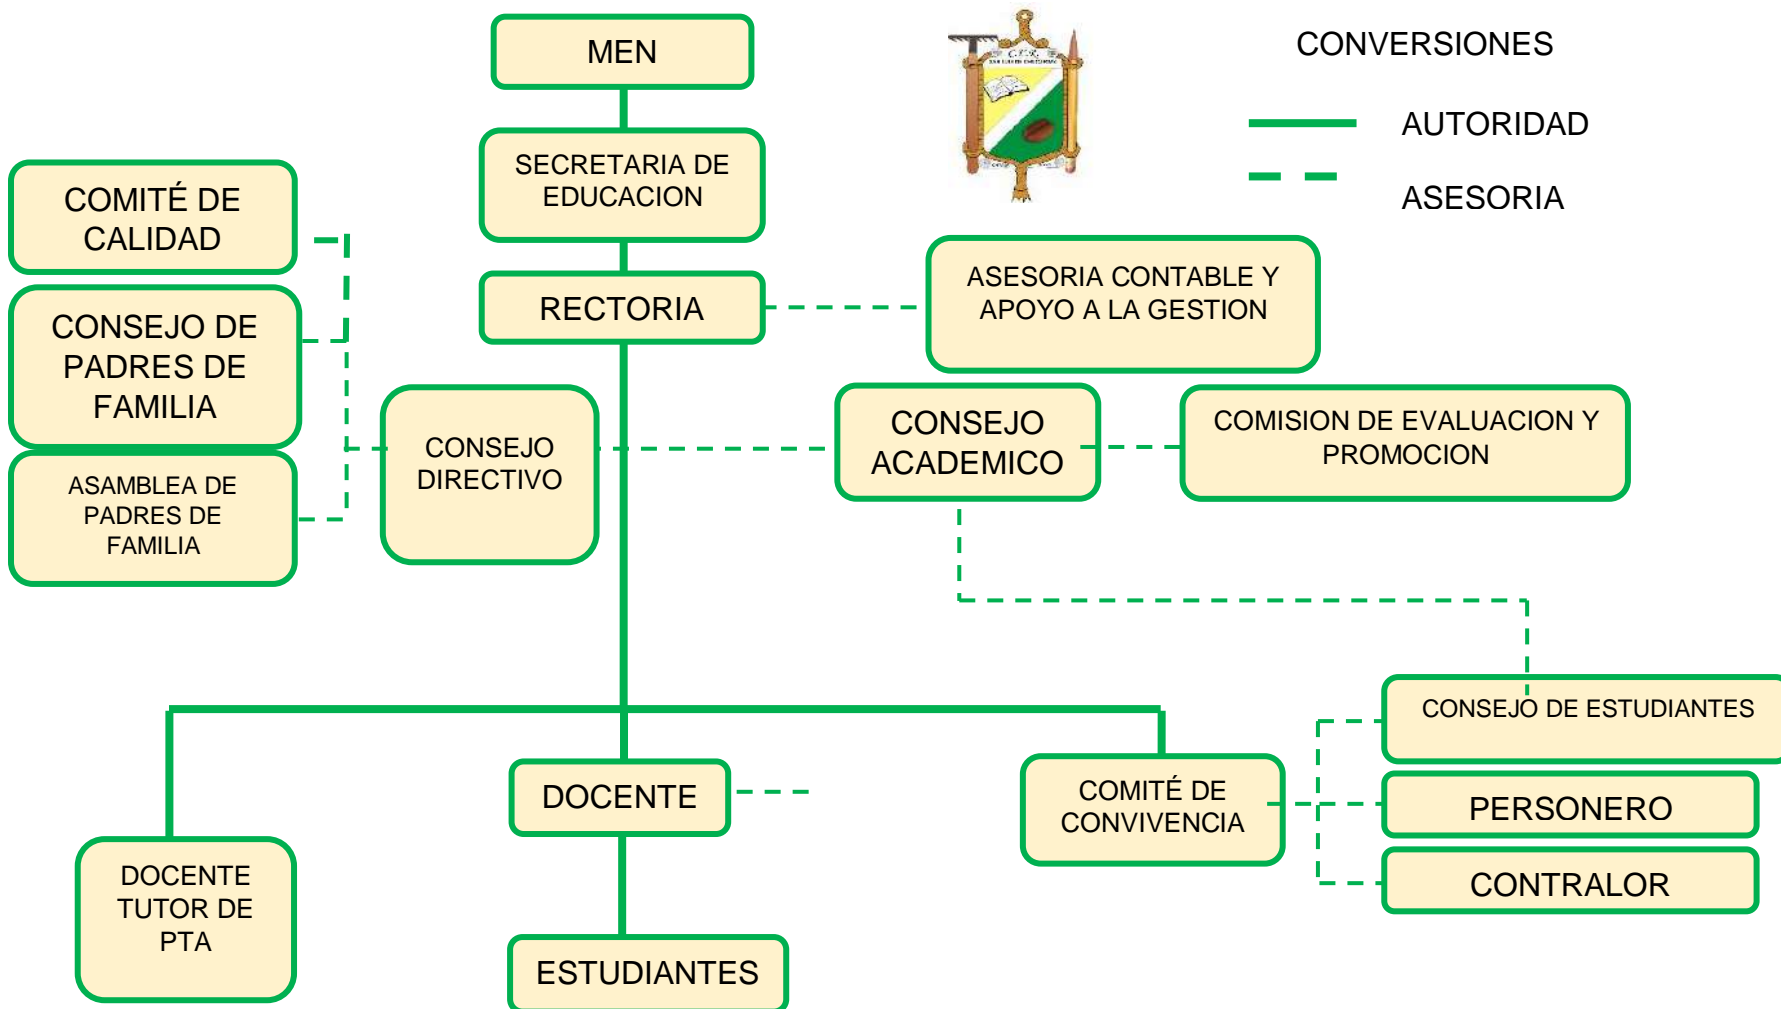 MEN
CONVERSIONES
AUTORIDAD
ASESORIA
SECRETARIA DE
EDUCACION
COMITÉ DE
CALIDAD
RECTORIA
ASESORIA CONTABLE Y
APOYO A LA GESTION
CONSEJO DE
PADRES DE
FAMILIA
CONSEJO
DIRECTIVO
CONSEJO
ACADEMICO
COMISION DE EVALUACION Y
PROMOCION
ASAMBLEA DE
PADRES DE
FAMILIA
CONSEJO DE ESTUDIANTES
DOCENTE
COMITÉ DE
CONVIVENCIA
PERSONERO
CONTRALOR
DOCENTE
TUTOR DE
PTA
ESTUDIANTES